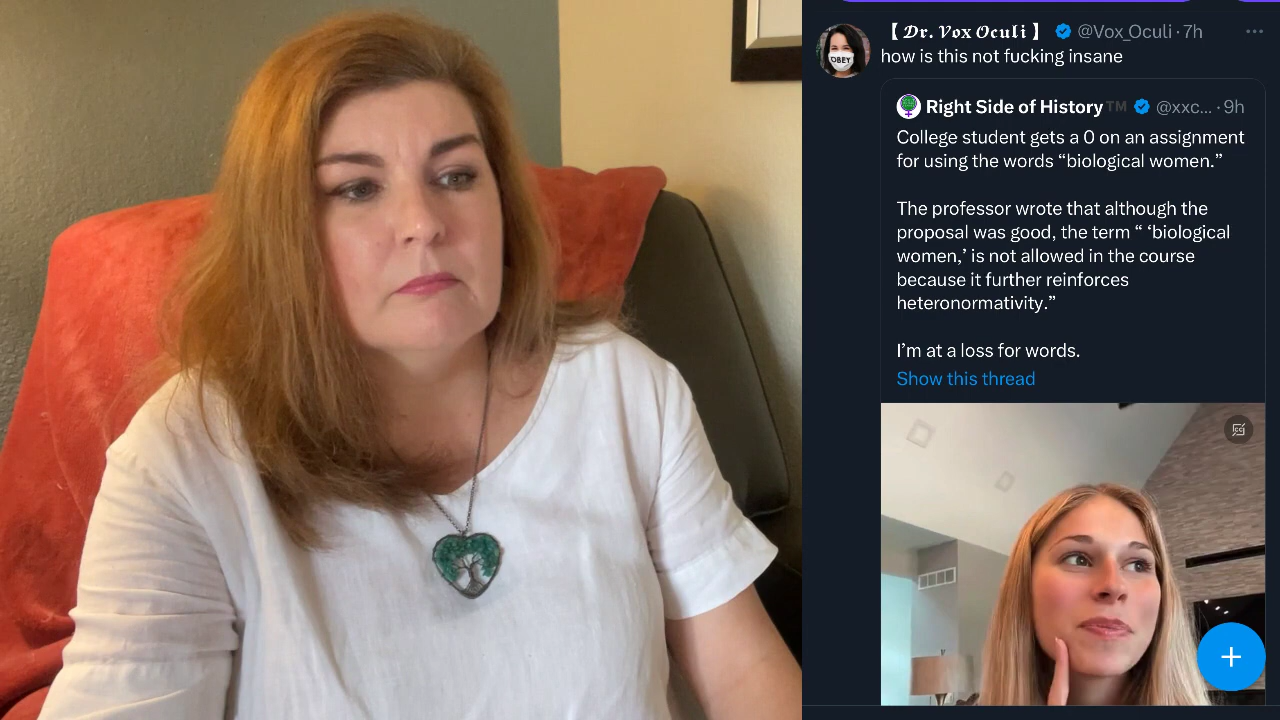 【 𝓓𝓻. 𝓥𝓸𝔁 𝓞𝓬𝓾𝓵𝓲 】 @Vox_Oculi · 7h
how is this not fucking insane
OBEY
Right Side of History™ @xxc... · 9h
College student gets a 0 on an assignment
for using the words “biological women.”
The professor wrote that although the
proposal was good, the term “ ‘biological
women,’ is not allowed in the course
because it further reinforces
heteronormativity.”
I’m at a loss for words.
Show this thread
CC